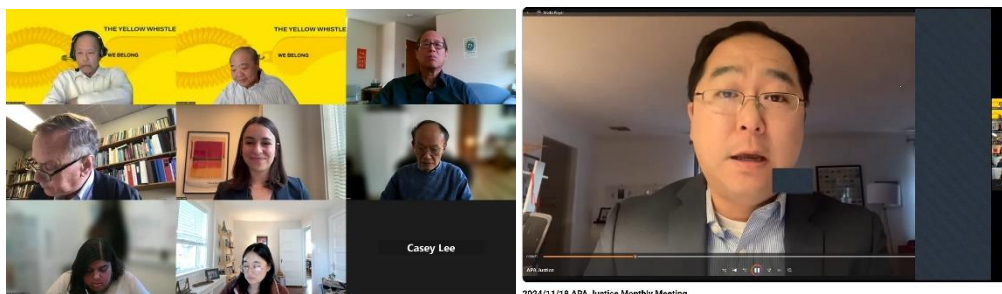 THE YELLOW WHISTLE
WE BELONG
THE YELLOW WHISTLE
WE BELONG
Casey Lee
APA Justice
2024/11/18 APA Justice Monthly Meeting